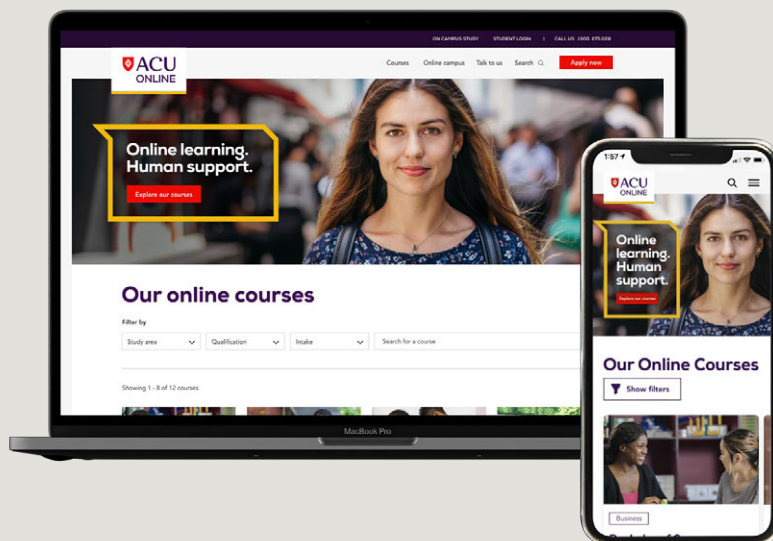 ON CAMPUS STUDY STUDENT LOGIN | CALL US 1300 275 228
ACU
ONLINE
Courses Online campus Talk to us Search Apply now
Online learning.
Human support.
Explore our courses
Our online courses
Filter by
Study area Qualification Intake Search for a course
Showing 1 - 8 of 12 courses
MacBook Pro
1:57
ACU
ONLINE
Online
learning.
Human
support.
Explore our courses
Our Online Courses
Show filters
Business